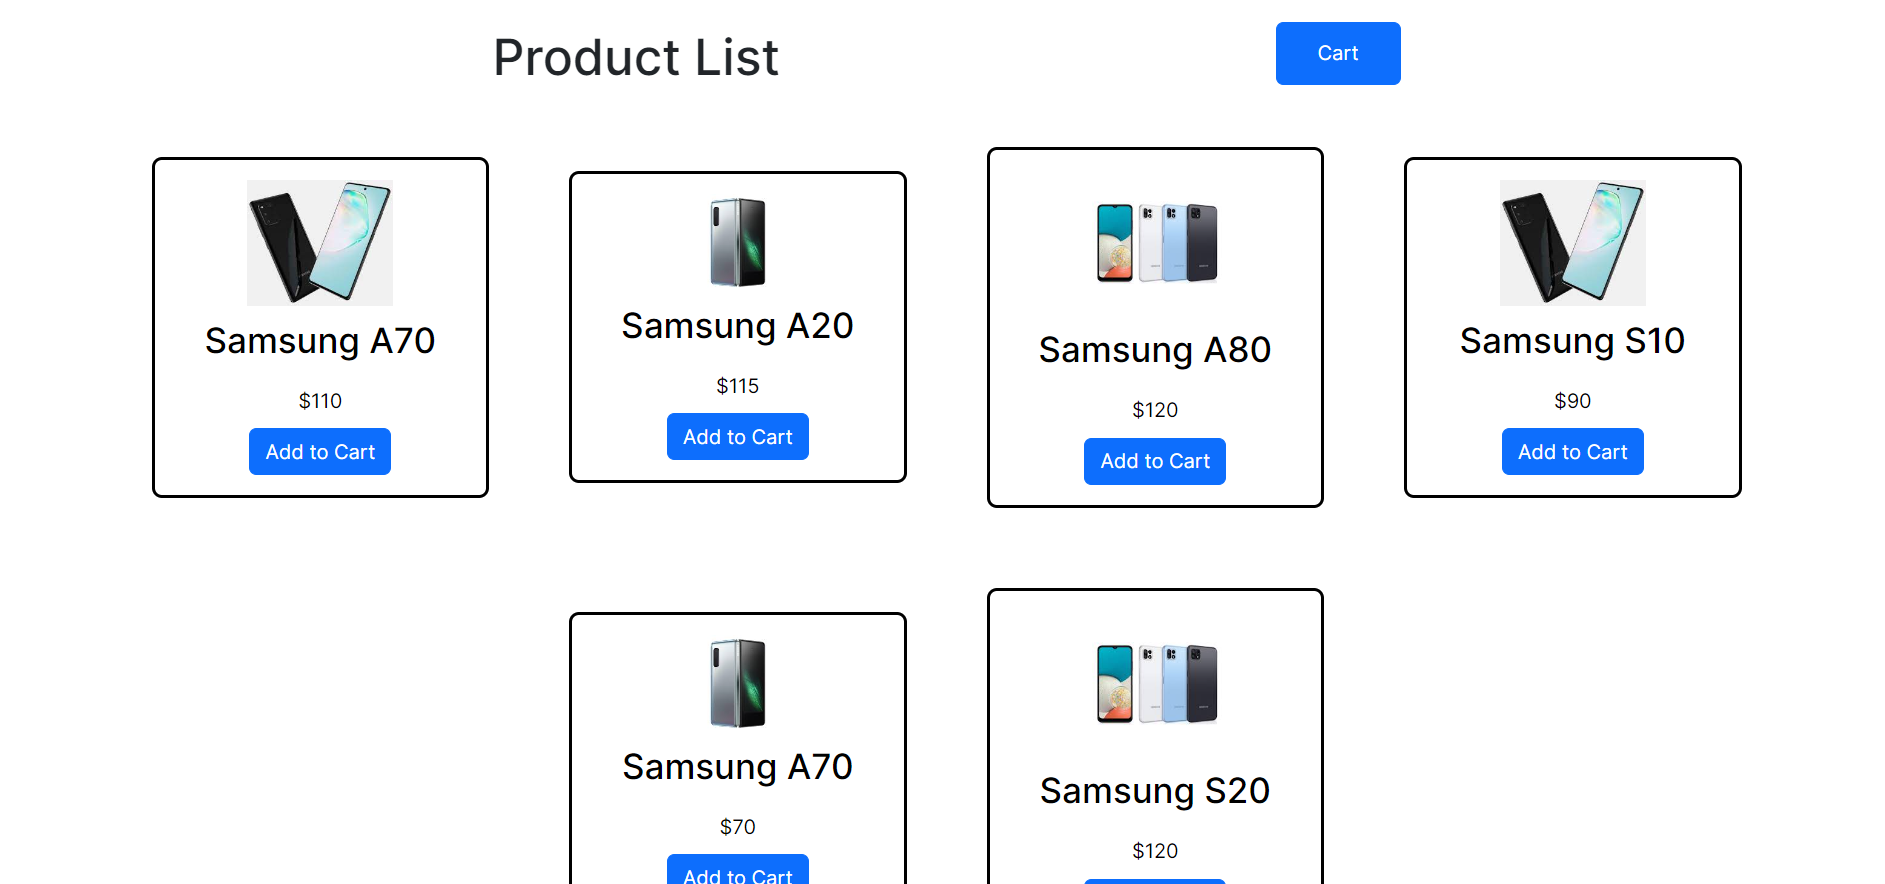 Product List
Cart
Samsung A70
$110
Add to Cart
Samsung A20
$115
Add to Cart
Samsung A80
$120
Add to Cart
Samsung S10
$90
Add to Cart
Samsung A70
$70
Add to Cart
Samsung S20
$120